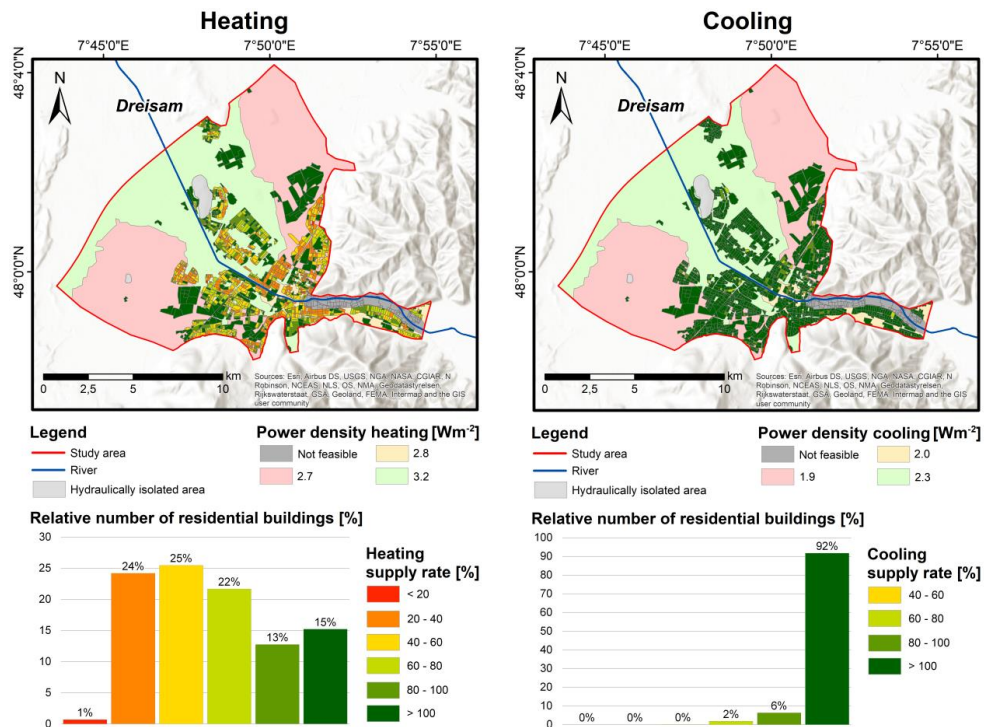 Heating
7°45'0"E
7°50'0"E
7°55'0"E
48°4'0"N
48°0'0"N
N
Dreisam
km
0
2,5
5
10
Sources: Esri, Airbus DS, USGS, NGA, NASA, CGIAR, N
Robinson, NCEAS, NLS, OS, NMA, Geodatastyrelsen,
Rijkswaterstaat, GSA, Geoland, FEMA, Intermap and the GIS
user community
Legend
Study area
River
Hydraulically isolated area
Power density heating [Wm-2]
Not feasible
2.8
2.7
3.2
Relative number of residential buildings [%]
30
25
20
15
10
5
0
1%
24%
25%
22%
13%
15%
Heating
supply rate [%]
< 20
20 - 40
40 - 60
60 - 80
80 - 100
> 100
Cooling
7°45'0"E
7°50'0"E
7°55'0"E
48°4'0"N
48°0'0"N
N
Dreisam
km
0
2,5
5
10
Sources: Esri, Airbus DS, USGS, NGA, NASA, CGIAR, N
Robinson, NCEAS, NLS, OS, NMA, Geodatastyrelsen,
Rijkswaterstaat, GSA, Geoland, FEMA, Intermap and the GIS
user community
Legend
Study area
River
Hydraulically isolated area
Power density cooling [Wm-2]
Not feasible
2.0
1.9
2.3
Relative number of residential buildings [%]
100
90
80
70
60
50
40
30
20
10
0
0%
0%
0%
2%
6%
92%
Cooling
supply rate [%]
40 - 60
60 - 80
80 - 100
> 100